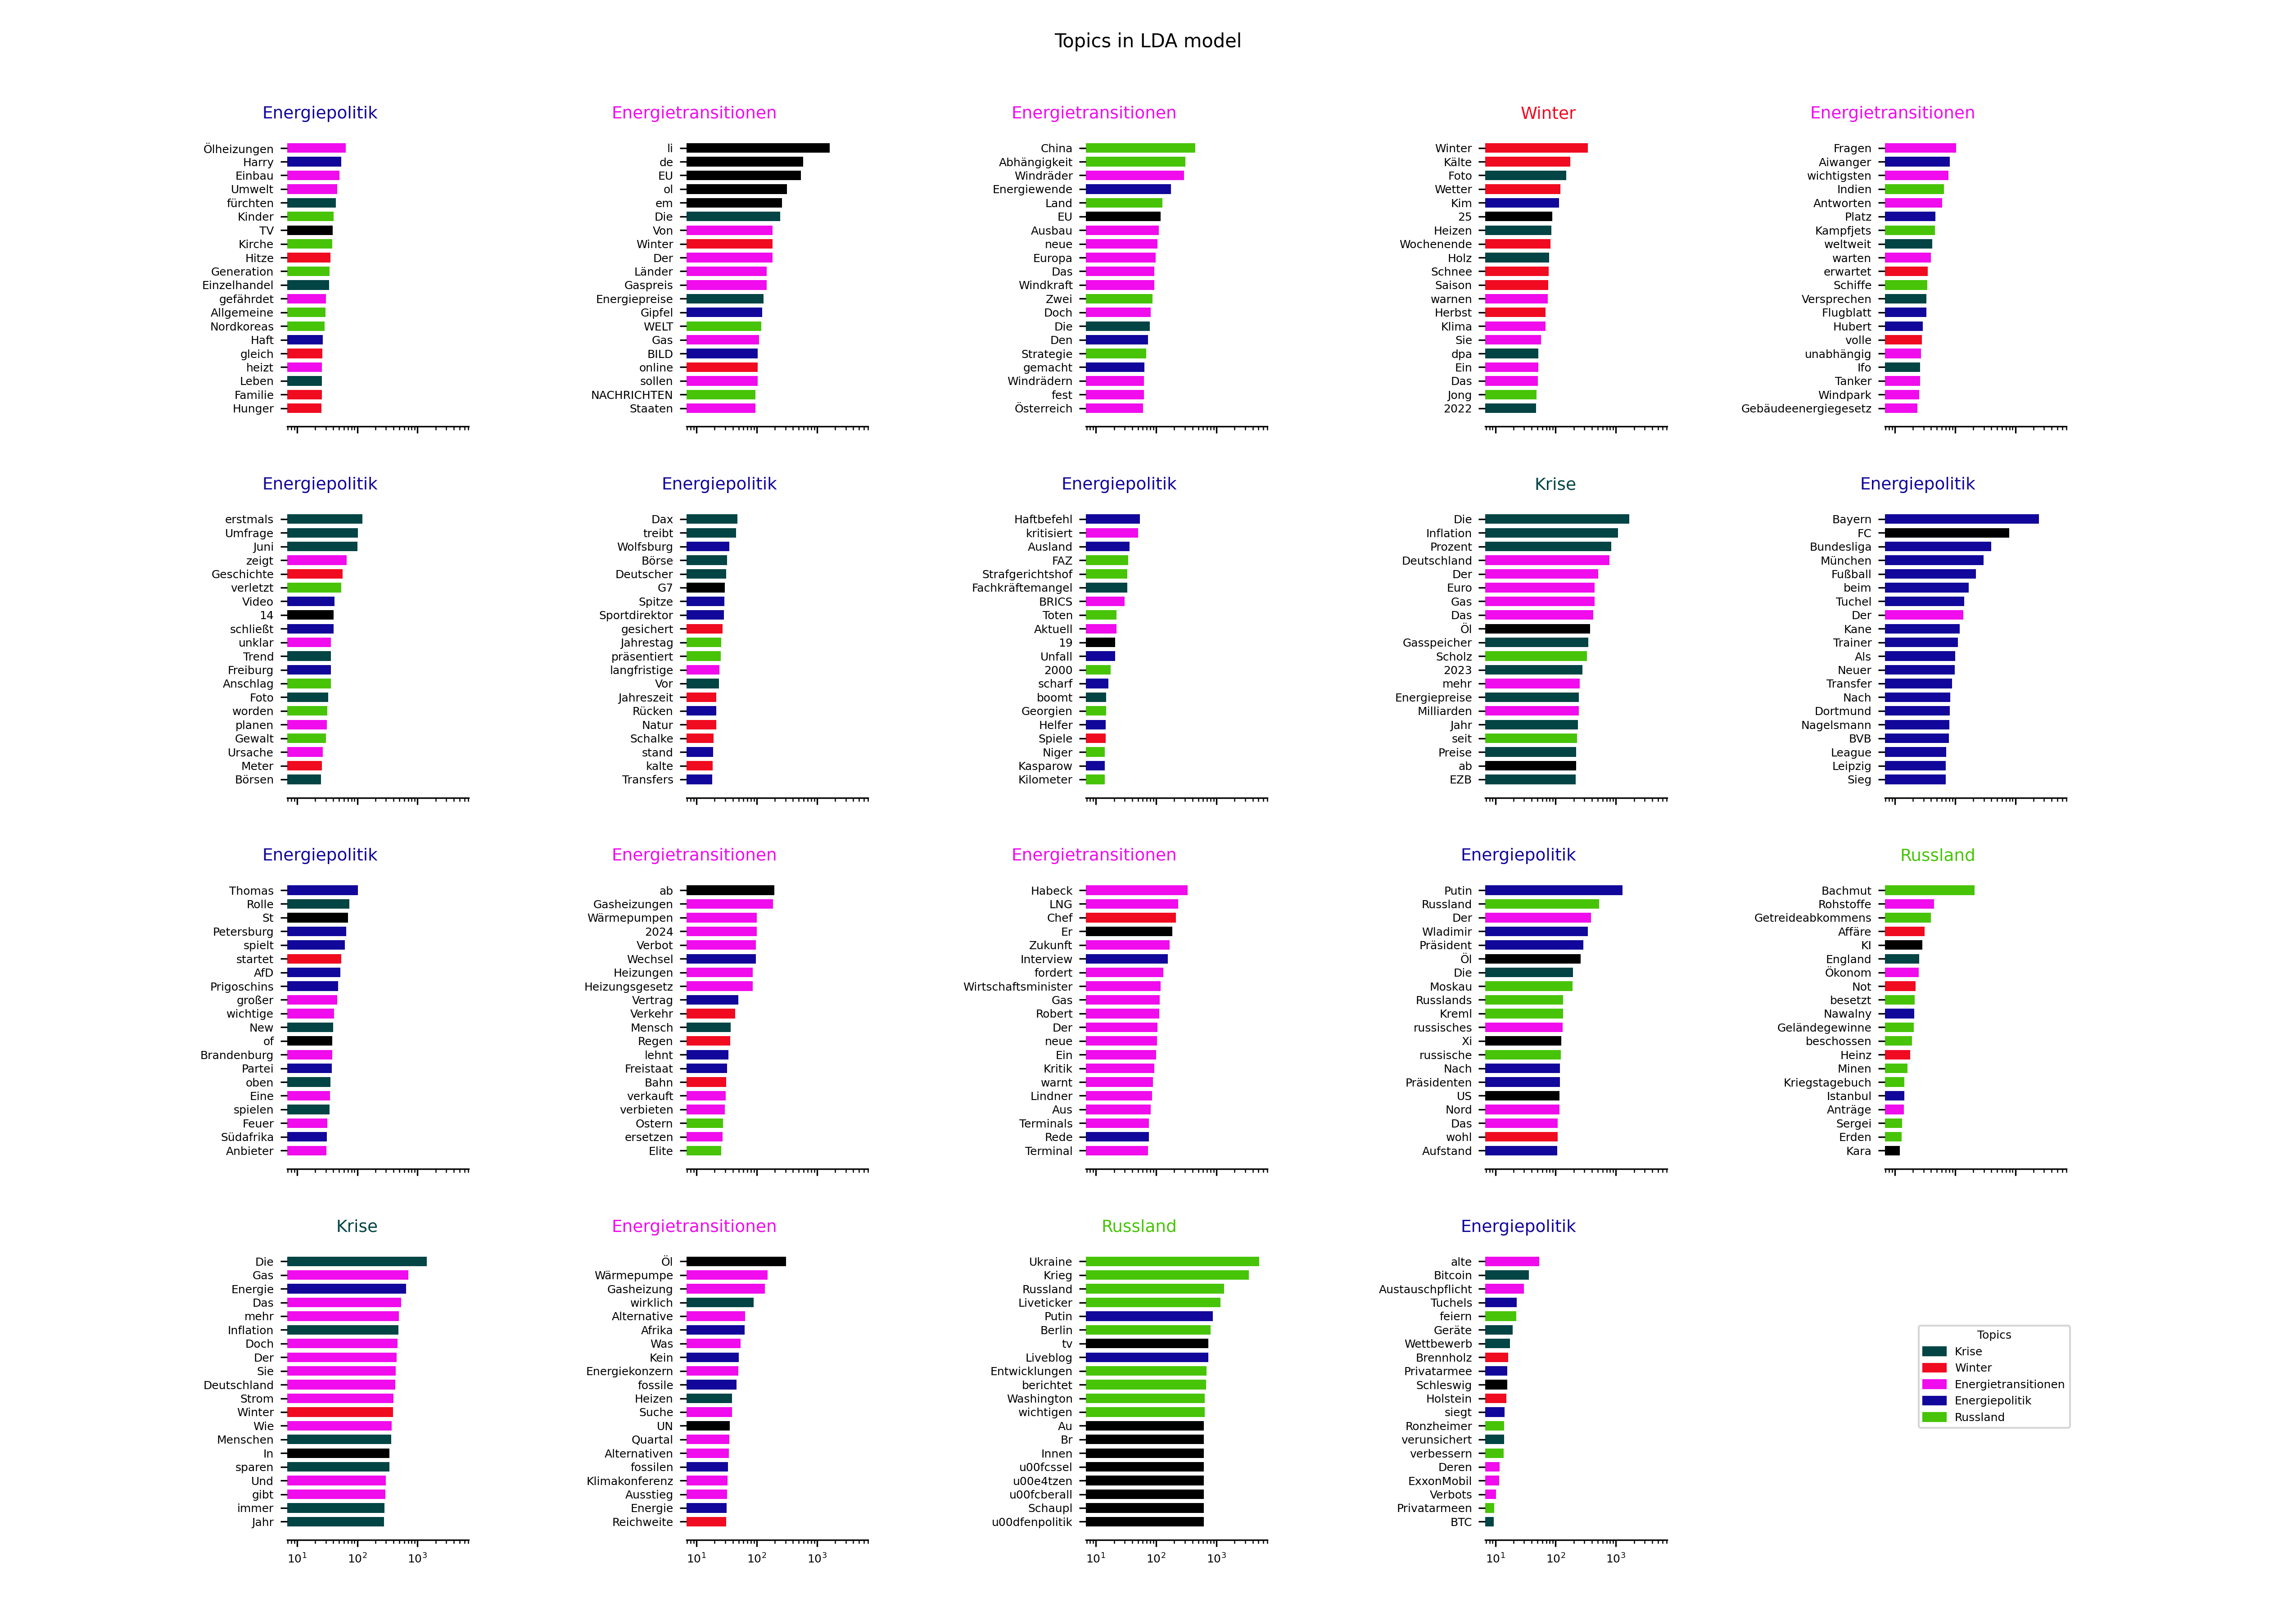 Topics in LDA model
Energiepolitik
Ölheizungen
Harry
Einbau
Umwelt
fürchten
Kinder
TV
Kirche
Hitze
Generation
Einzelhandel
gefährdet
Allgemeine
Nordkoreas
Haft
gleich
heizt
Leben
Familie
Hunger
Energietransitionen
li
de
EU
ol
em
Die
Von
Winter
Der
Länder
Gaspreis
Energiepreise
Gipfel
WELT
Gas
BILD
online
sollen
NACHRICHTEN
Staaten
Energietransitionen
China
Abhängigkeit
Windräder
Energiewende
Land
EU
Ausbau
neue
Europa
Das
Windkraft
Zwei
Doch
Die
Den
Strategie
gemacht
Windrädern
fest
Österreich
Winter
Winter
Kälte
Foto
Wetter
Kim
25
Heizen
Wochenende
Holz
Schnee
Saison
warnen
Herbst
Klima
Sie
dpa
Ein
Das
Jong
2022
Energietransitionen
Fragen
Aiwanger
wichtigsten
Indien
Antworten
Platz
Kampfjets
weltweit
warten
erwartet
Schiffe
Versprechen
Flugblatt
Hubert
volle
unabhängig
Ifo
Tanker
Windpark
Gebäudeenergiegesetz
Energiepolitik
erstmals
Umfrage
Juni
zeigt
Geschichte
verletzt
Video
14
schließt
unklar
Trend
Freiburg
Anschlag
Foto
worden
planen
Gewalt
Ursache
Meter
Börsen
Energiepolitik
Dax
treibt
Wolfsburg
Börse
Deutscher
G7
Spitze
Sportdirektor
gesichert
Jahrestag
präsentiert
langfristige
Vor
Jahreszeit
Rücken
Natur
Schalke
stand
kalte
Transfers
Energiepolitik
Haftbefehl
kritisiert
Ausland
FAZ
Strafgerichtshof
Fachkräftemangel
BRICS
Toten
Aktuell
19
Unfall
2000
scharf
boomt
Georgien
Helfer
Spiele
Niger
Kasparow
Kilometer
Krise
Die
Inflation
Prozent
Deutschland
Der
Euro
Gas
Das
Öl
Gasspeicher
Scholz
2023
mehr
Energiepreise
Milliarden
Jahr
seit
Preise
ab
EZB
Energiepolitik
Bayern
FC
Bundesliga
München
Fußball
beim
Tuchel
Der
Kane
Trainer
Als
Neuer
Transfer
Nach
Dortmund
Nagelsmann
BVB
League
Leipzig
Sieg
Energiepolitik
Thomas
Rolle
St
Petersburg
spielt
startet
AfD
Prigoschins
großer
wichtige
New
of
Brandenburg
Partei
oben
Eine
spielen
Feuer
Südafrika
Anbieter
Energietransitionen
ab
Gasheizungen
Wärmepumpen
2024
Verbot
Wechsel
Heizungen
Heizungsgesetz
Vertrag
Verkehr
Mensch
Regen
lehnt
Freistaat
Bahn
verkauft
verbieten
Ostern
ersetzen
Elite
Energietransitionen
Habeck
LNG
Chef
Er
Zukunft
Interview
fordert
Wirtschaftsminister
Gas
Robert
Der
neue
Ein
Kritik
warnt
Lindner
Aus
Terminals
Rede
Terminal
Energiepolitik
Putin
Russland
Der
Wladimir
Präsident
Öl
Die
Moskau
Russlands
Kreml
russisches
Xi
russische
Nach
Präsidenten
US
Nord
Das
wohl
Aufstand
Russland
Bachmut
Rohstoffe
Getreideabkommens
Affäre
KI
England
Ökonom
Not
besetzt
Nawalny
Geländegewinne
beschossen
Heinz
Minen
Kriegstagebuch
Istanbul
Anträge
Sergei
Erden
Kara
Krise
Die
Gas
Energie
Das
mehr
Inflation
Doch
Der
Sie
Deutschland
Strom
Winter
Wie
Menschen
In
sparen
Und
gibt
immer
Jahr
10¹ 10² 10³
Energietransitionen
Öl
Wärmepumpe
Gasheizung
wirklich
Alternative
Afrika
Was
Kein
Energiekonzern
fossile
Heizen
Suche
UN
Quartal
Alternativen
fossilen
Klimakonferenz
Ausstieg
Energie
Reichweite
10¹ 10² 10³
Russland
Ukraine
Krieg
Russland
Liveticker
Putin
Berlin
tv
Liveblog
Entwicklungen
berichtet
Washington
wichtigen
Au
Br
Innen
u00fcssel
u00e4tzen
u00fcberall
Schaupl
u00dfenpolitik
10¹ 10² 10³
Energiepolitik
alte
Bitcoin
Austauschpflicht
Tuchels
feiern
Geräte
Wettbewerb
Brennholz
Privatarmee
Schleswig
Holstein
siegt
Ronzheimer
verunsichert
verbessern
Deren
ExxonMobil
Verbots
Privatarmeen
BTC
10¹ 10² 10³
Topics
Krise
Winter
Energietransitionen
Energiepolitik
Russland